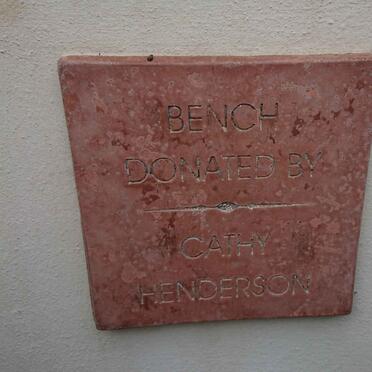 BENCH
DONATED BY
CATHY
HENDERSON